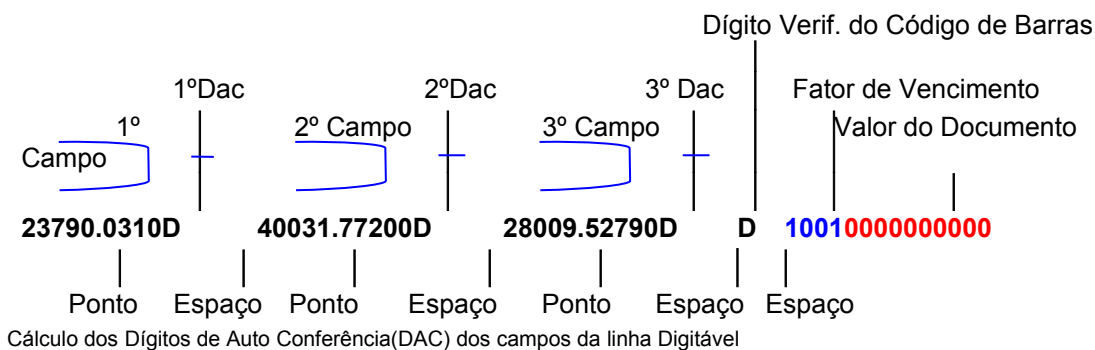 Dígito Verif. do Código de Barras
1ºDac 2ºDac 3º Dac Fator de Vencimento
1º 2º Campo 3º Campo Valor do Documento
Campo
23790.0310D 40031.77200D 28009.52790D D 10010000000000
Ponto Espaço Ponto Espaço Ponto Espaço Espaço
Cálculo dos Dígitos de Auto Conferência(DAC) dos campos da linha Digitável